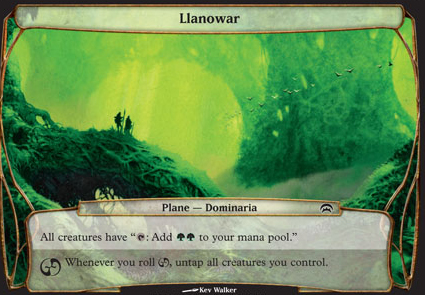 Llanowar
Plane — Dominaria
All creatures have “: Add to your mana pool.”
Whenever you roll , untap all creatures you control.
Kev Walker